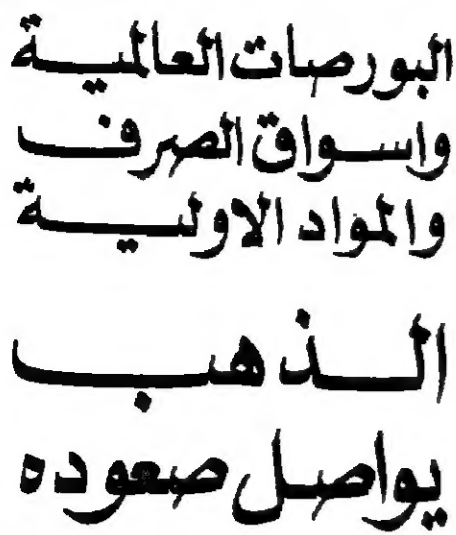 البورصات العالمية
واسواق الصرف
والمواد الاولية
الذهب
يواصل صعوده